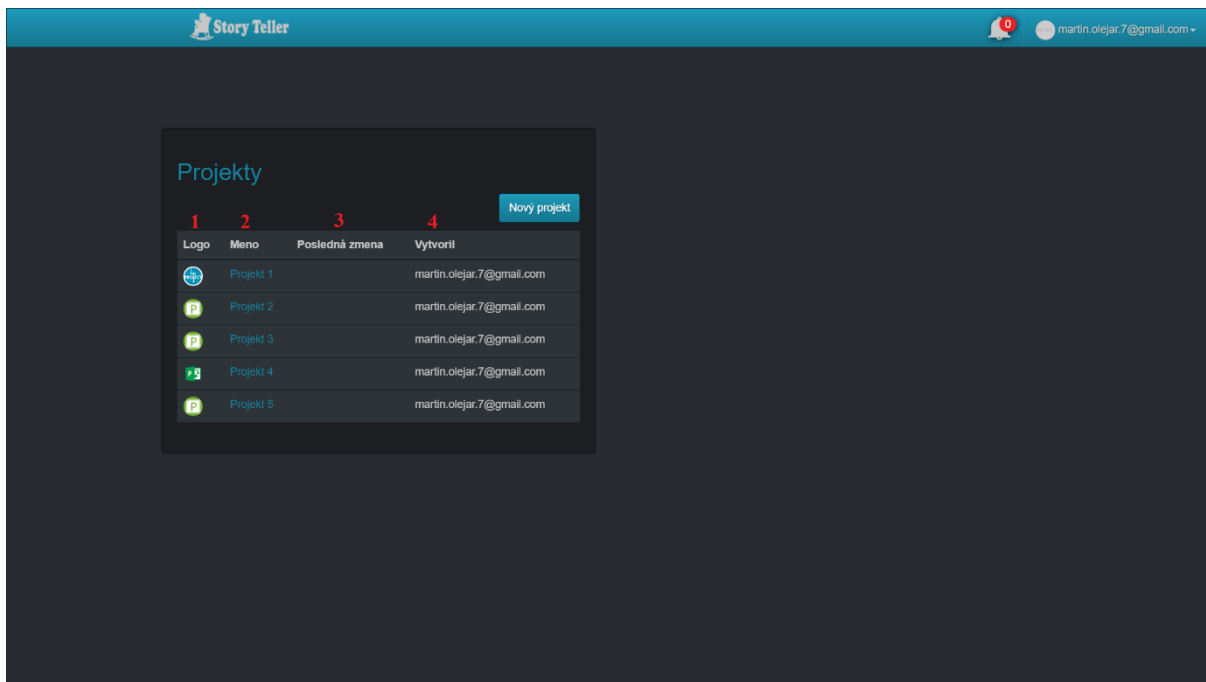 Story Teller
0
martin.olejar.7@gmail.com
Projekty
Nový projekt
1 2 3 4
Logo Meno Posledná zmena Vytvoril
Projekt 1 martin.olejar.7@gmail.com
P Projekt 2 martin.olejar.7@gmail.com
P Projekt 3 martin.olejar.7@gmail.com
P Projekt 4 martin.olejar.7@gmail.com
P Projekt 5 martin.olejar.7@gmail.com